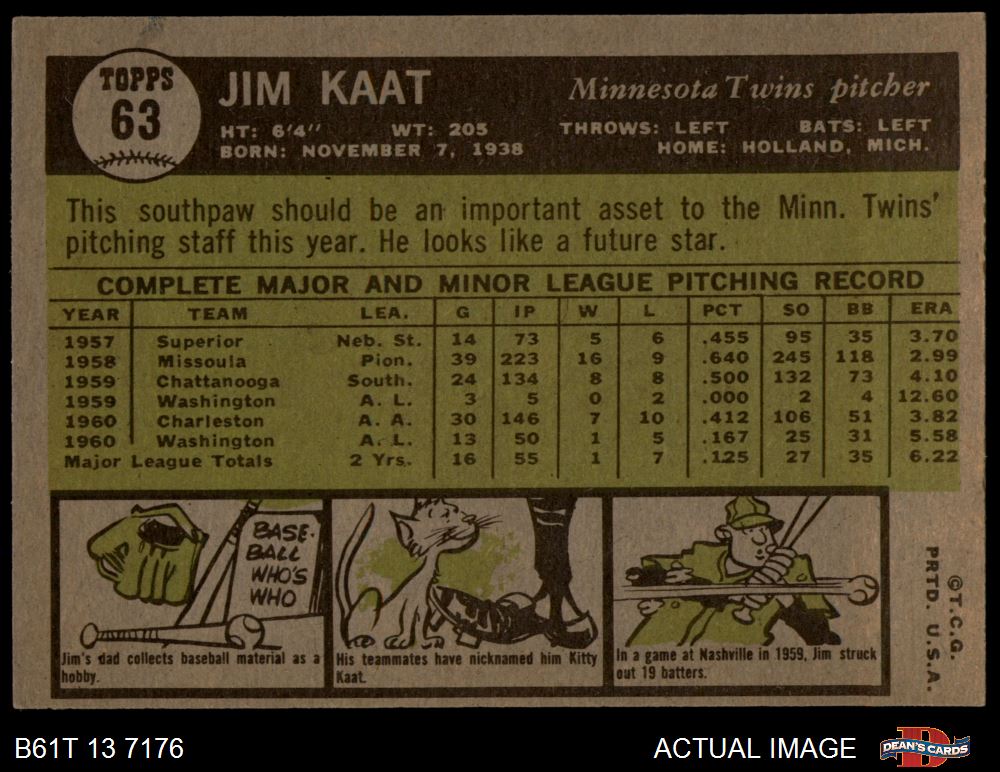 TOPPS
63
JIM KAAT
Minnesota Twins pitcher
HT: 6'4" WT: 205 THROWS: LEFT BATS: LEFT
BORN: NOVEMBER 7, 1938 HOME: HOLLAND, MICH.
This southpaw should be an important asset to the Minn. Twins'
pitching staff this year. He looks like a future star.
COMPLETE MAJOR AND MINOR LEAGUE PITCHING RECORD
YEAR TEAM LEA. G IP W L PCT SO BB ERA
1957 Superior Neb. St. 14 73 5 6 .455 95 35 3.70
1958 Missoula Pion. 39 223 16 9 .640 245 118 2.99
1959 Chattanooga South. 24 134 8 8 .500 132 73 4.10
1959 Washington A. L. 3 5 0 2 .000 2 4 12.60
1960 Charleston A. A. 30 146 7 10 .412 106 51 3.82
1960 Washington A. L. 13 50 1 5 .167 25 31 5.58
Major League Totals 2 Yrs. 16 55 1 7 .125 27 35 6.22
BASE-
BALL
WHO'S
WHO
Jim's dad collects baseball material as a
hobby.
His teammates have nicknamed him Kitty
Kaat.
In a game at Nashville in 1959, Jim struck
out 19 batters.
©T.C.G.
PRTD. U.S.A.
B61T 13 7176
ACTUAL IMAGE
DEAN'S CARDS